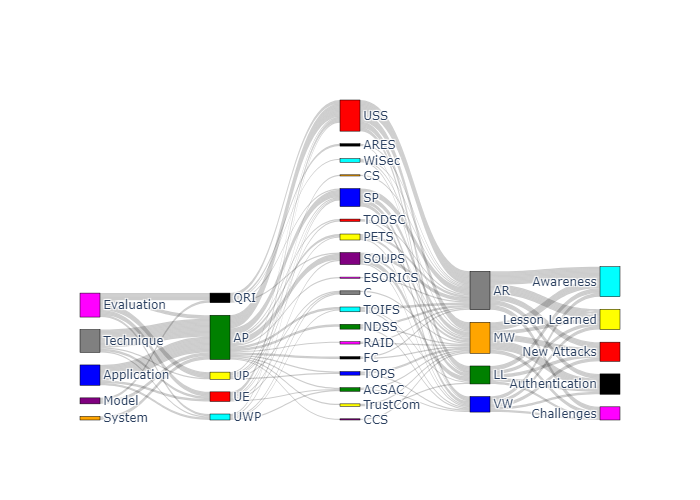 Evaluation
Technique
Application
Model
System
QRI
AP
UP
UE
UWP
USS
ARES
WiSec
CS
SP
TODSC
PETS
SOUPS
ESORICS
C
TOIFS
NDSS
RAID
FC
TOPS
ACSAC
TrustCom
CCS
AR
MW
LL
VW
Awareness
Lesson Learned
New Attacks
Authentication
Challenges